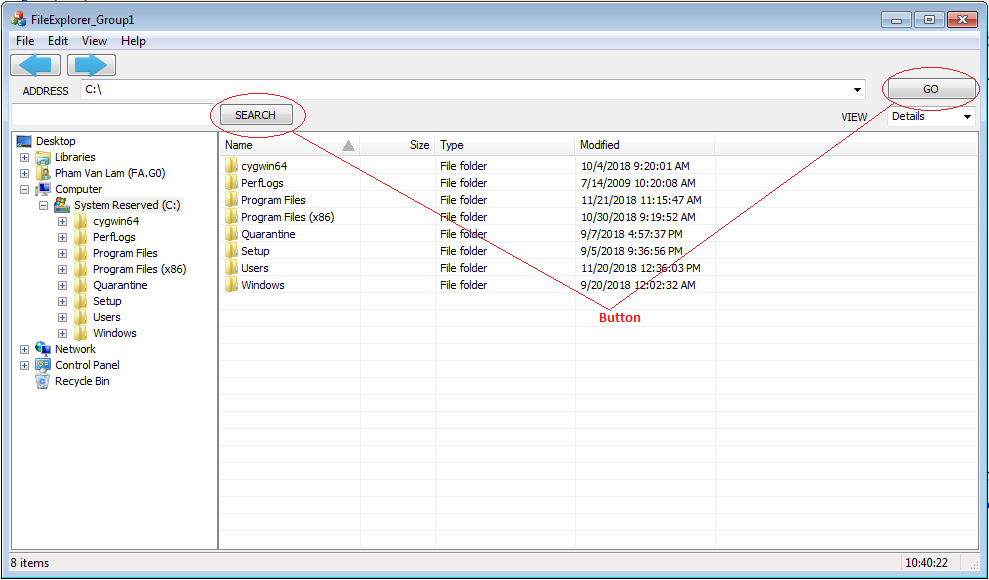 FileExplorer_Group1
File Edit View Help
ADDRESS C:\ GO
SEARCH VIEW Details
Desktop
Libraries
Pham Van Lam (FA.G0)
Computer
System Reserved (C:)
cygwin64
PerfLogs
Program Files
Program Files (x86)
Quarantine
Setup
Users
Windows
Network
Control Panel
Recycle Bin
Name Size Type Modified
cygwin64 File folder 10/4/2018 9:20:01 AM
PerfLogs File folder 7/14/2009 10:20:08 AM
Program Files File folder 11/21/2018 11:15:47 AM
Program Files (x86) File folder 10/30/2018 9:19:52 AM
Quarantine File folder 9/7/2018 4:57:37 PM
Setup File folder 9/5/2018 9:36:56 PM
Users File folder 11/20/2018 12:36:03 PM
Windows File folder 9/20/2018 12:02:32 AM
Button
8 items 10:40:22